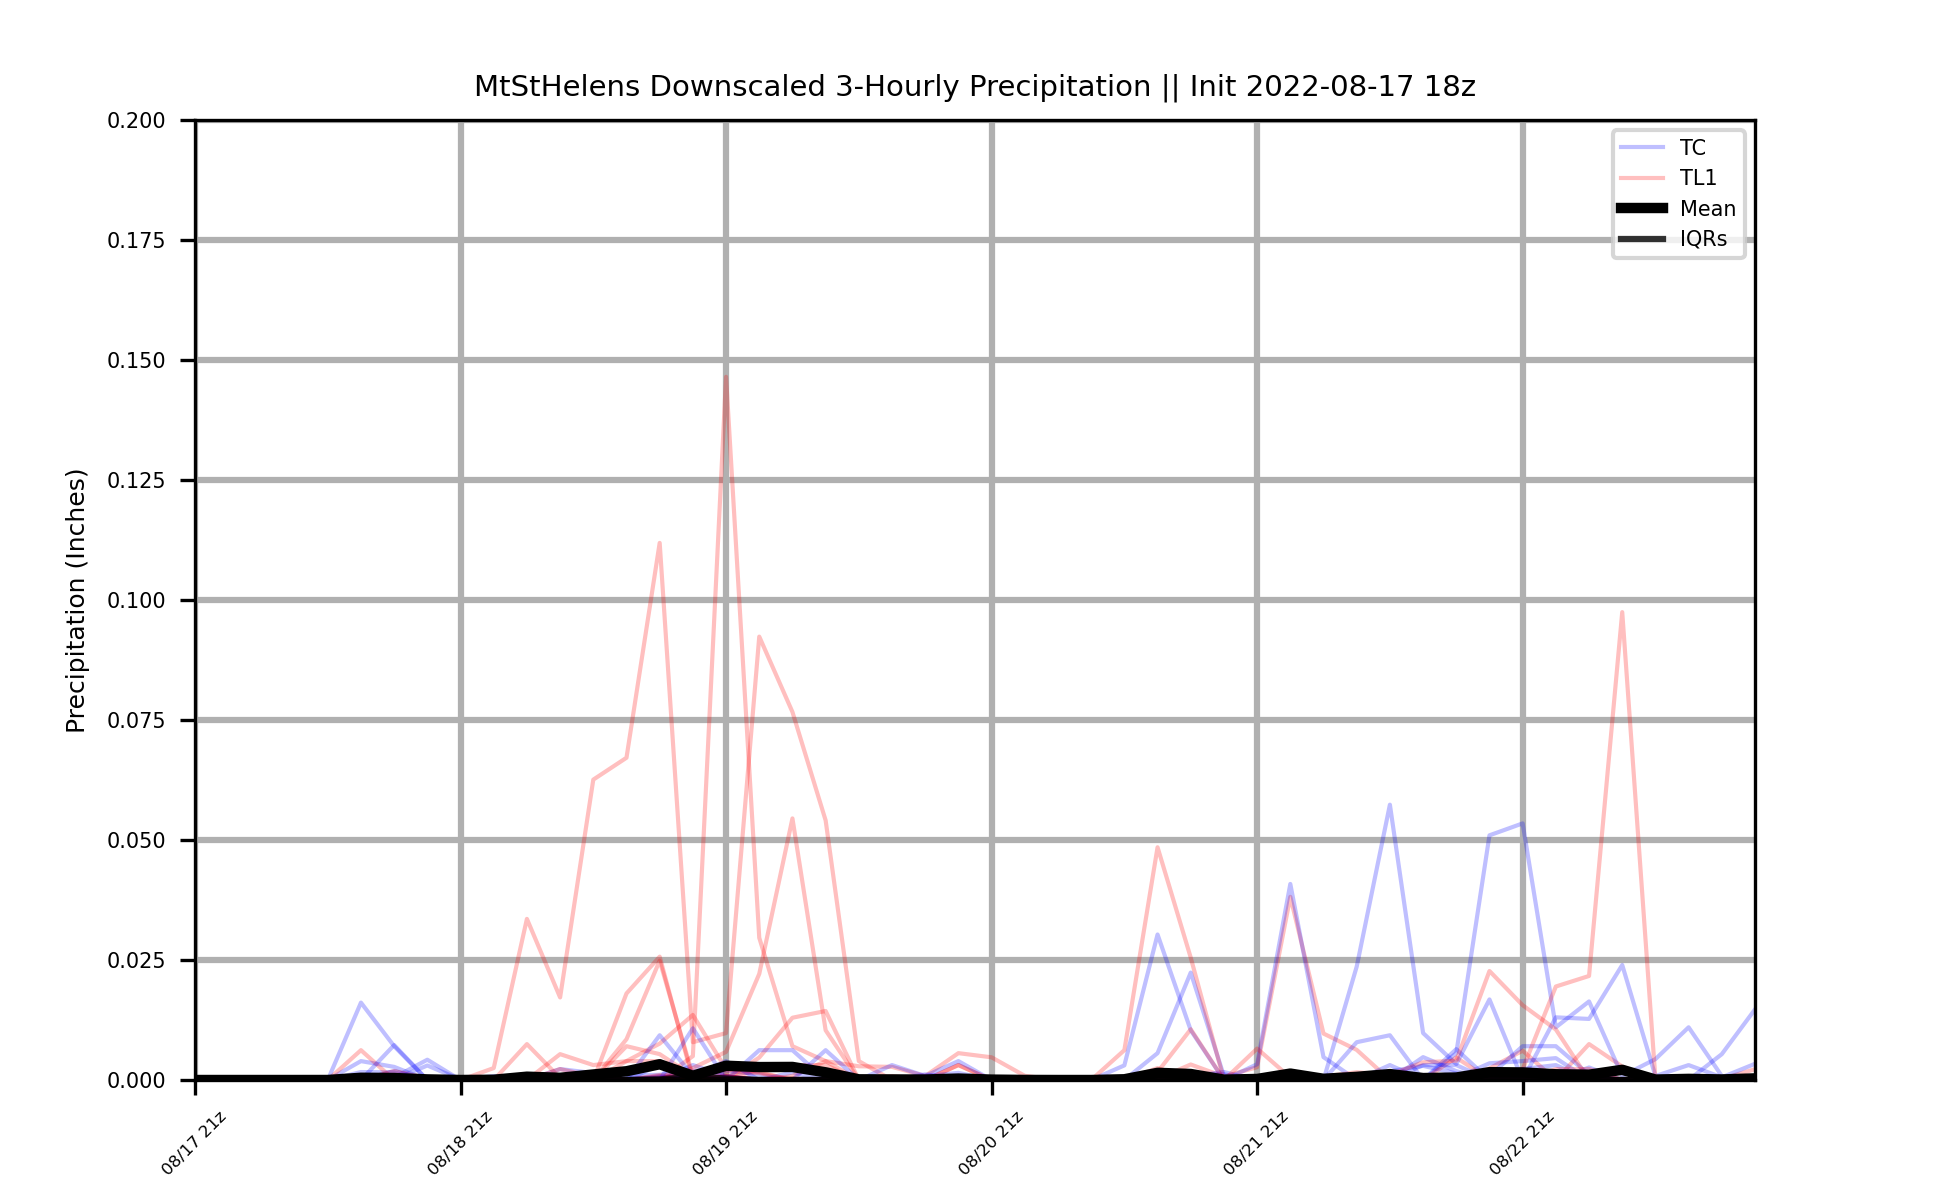 MtStHelens Downscaled 3-Hourly Precipitation || Init 2022-08-17 18z
Precipitation (Inches)
0.200
0.175
0.150
0.125
0.100
0.075
0.050
0.025
0.000
TC
TL1
Mean
IQRs
08/17 21z
08/18 21z
08/19 21z
08/20 21z
08/21 21z
08/22 21z